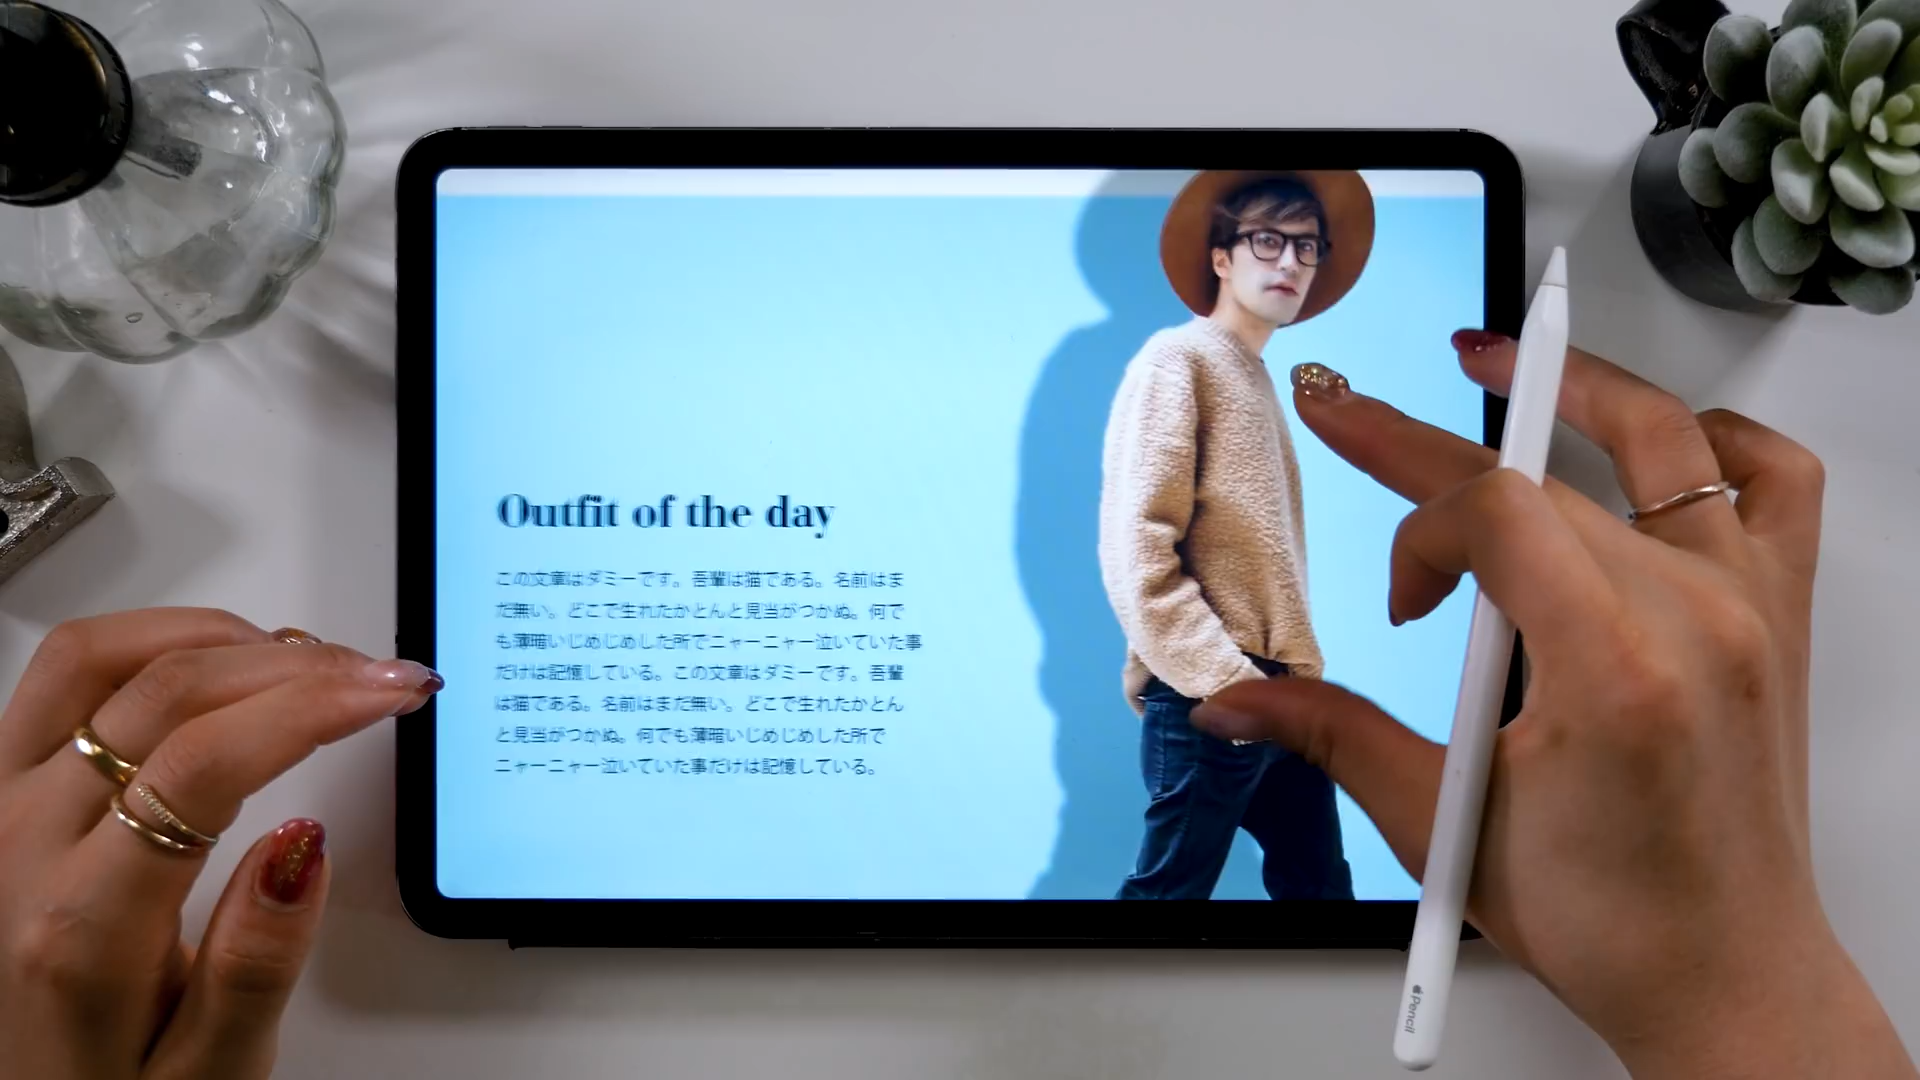 Outfit of the day
この文章はダミーです。吾輩は猫である。名前はま
だ無い。どこで生れたかとんと見当がつかぬ。何で
も薄暗いじめじめした所でニャーニャー泣いていた事
だけは記憶している。この文章はダミーです。吾輩
は猫である。名前はまだ無い。どこで生れたかとん
と見当がつかぬ。何でも薄暗いじめじめした所で
ニャーニャー泣いていた事だけは記憶している。
Pencil